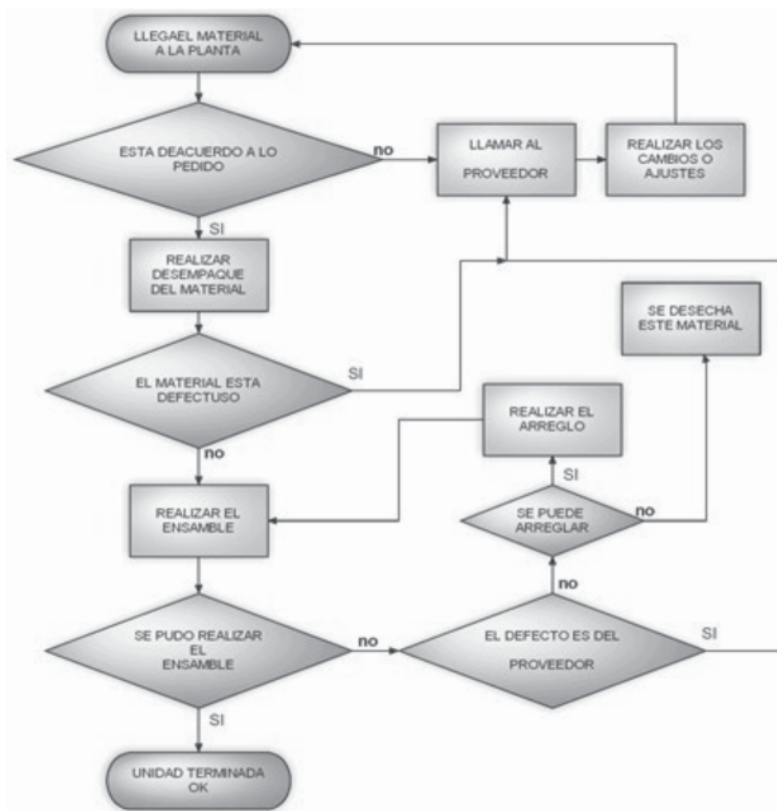 LLEGAEL MATERIAL
A LA PLANTA
ESTA DEACUERDO A LO
PEDIDO
no
LLAMAR AL
PROVEEDOR
REALIZAR LOS
CAMBIOS O
AJUSTES
SI
REALIZAR
DESEMPAQUE
DEL MATERIAL
SE DESECHA
ESTE MATERIAL
EL MATERIAL ESTA
DEFECTUSO
SI
REALIZAR EL
ARREGLO
no
SI
REALIZAR EL
ENSAMBLE
SE PUEDE
ARREGLAR
no
no
SE PUDO REALIZAR
EL
ENSAMBLE
no
EL DEFECTO ES DEL
PROVEEDOR
SI
SI
UNIDAD TERMINADA
OK